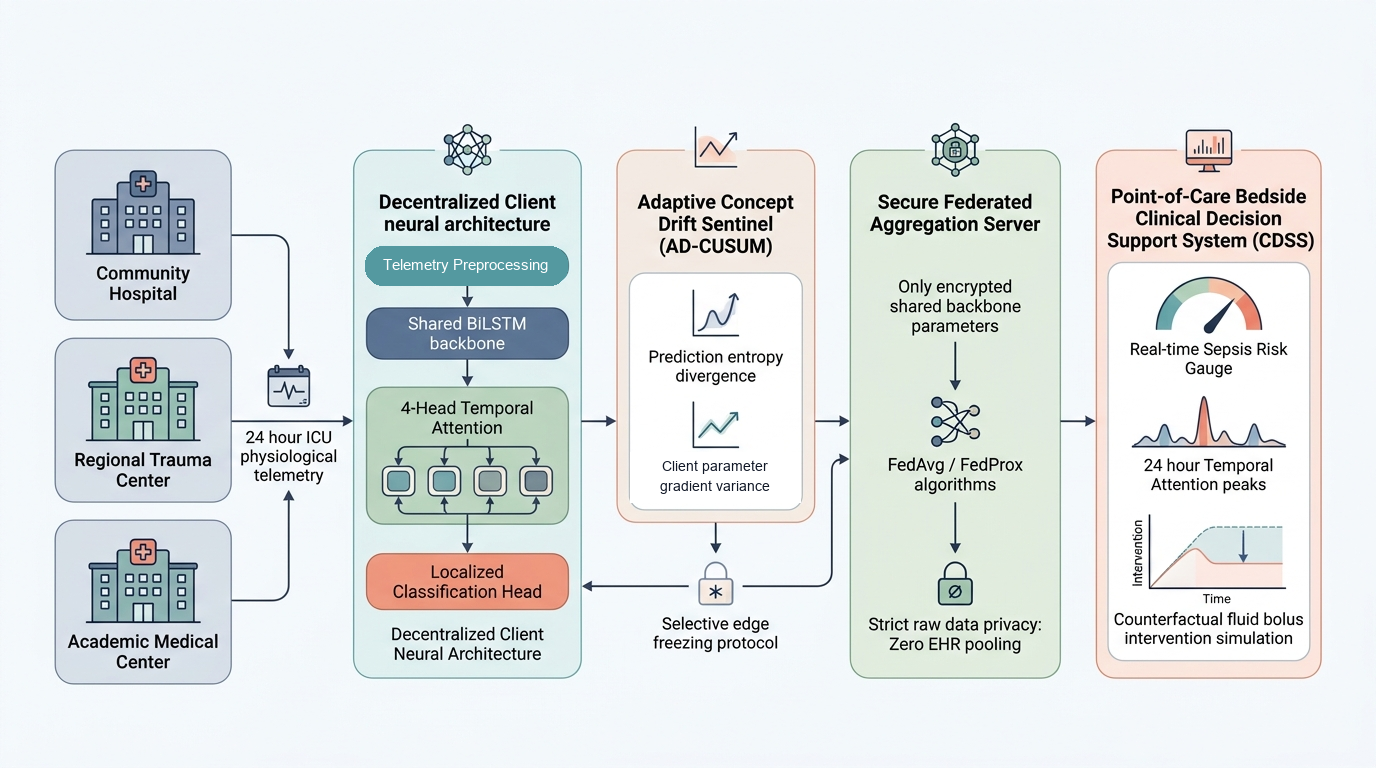 Community
Hospital
Regional Trauma
Center
Academic Medical
Center
24 hour ICU
physiological
telemetry
Decentralized Client
neural architecture
Telemetry Preprocessing
Shared BiLSTM
backbone
4-Head Temporal
Attention
Localized
Classification Head
Decentralized Client
Neural Architecture
Adaptive Concept
Drift Sentinel
(AD-CUSUM)
Prediction entropy
divergence
Client parameter
gradient variance
Selective edge
freezing protocol
Secure Federated
Aggregation Server
Only encrypted
shared backbone
parameters
FedAvg / FedProx
algorithms
Strict raw data privacy:
Zero EHR pooling
Point-of-Care Bedside
Clinical Decision
Support System (CDSS)
Real-time Sepsis Risk
Gauge
24 hour Temporal
Attention peaks
Intervention
Time
Counterfactual fluid bolus
intervention simulation